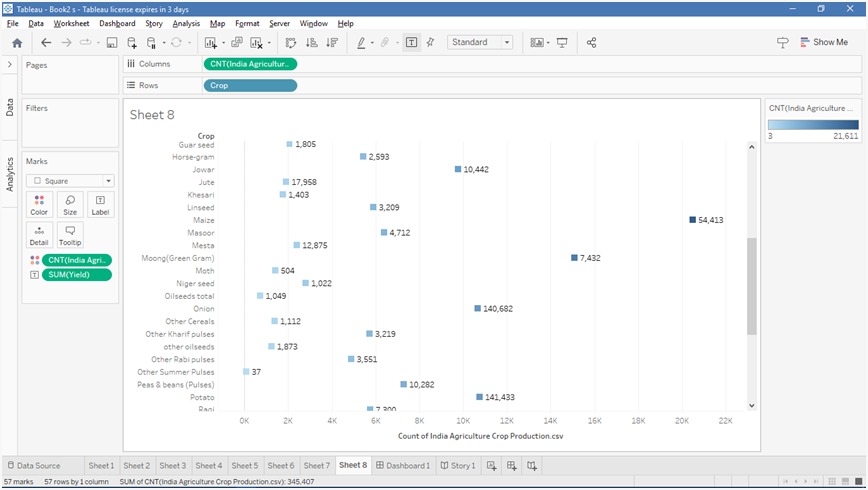 Tableau - Book2 s - Tableau license expires in 3 days
File Data Worksheet Dashboard Story Analysis Map Format Server Window Help
Standard
Show Me
Pages
Columns CNT(India Agricultur..
Rows Crop
Data
Analytics
Filters
Marks
Square
Color Size Label
Detail Tooltip
CNT(India Agri..
SUM(Yield)
Sheet 8
Crop
Guar seed 1,805
Horse-gram 2,593
Jowar 10,442
Jute 17,958
Khesari 1,403
Linseed 3,209
Maize 54,413
Masoor 4,712
Mesta 12,875
Moong(Green Gram) 7,432
Moth 504
Niger seed 1,022
Oilseeds total 1,049
Onion 140,682
Other Cereals 1,112
Other Kharif pulses 3,219
other oilseeds 1,873
Other Rabi pulses 3,551
Other Summer Pulses 37
Peas & beans (Pulses) 10,282
Potato 141,433
Ragi 7,300
0K 2K 4K 6K 8K 10K 12K 14K 16K 18K 20K 22K
Count of India Agriculture Crop Production.csv
CNT(India Agriculture ...
3 21,611
Data Source Sheet 1 Sheet 2 Sheet 3 Sheet 4 Sheet 5 Sheet 6 Sheet 7 Sheet 8 Dashboard 1 Story 1
57 marks 57 rows by 1 column SUM of CNT(India Agriculture Crop Production.csv): 345,407